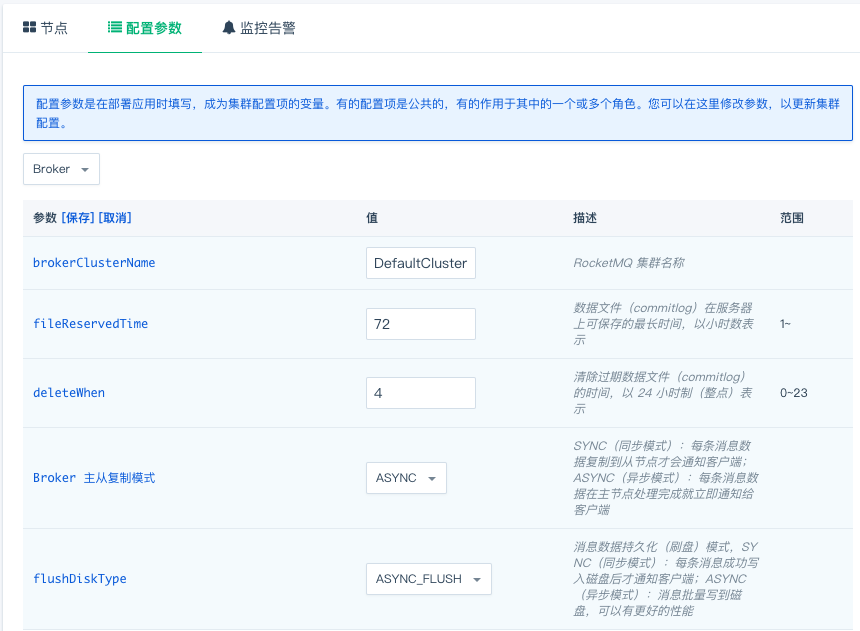 节点 配置参数 监控告警
配置参数是在部署应用时填写，成为集群配置项的变量。有的配置项是公共的，有的作用于其中的一个或多个角色。您可以在这里修改参数，以更新集群
配置。
Broker
参数 [保存] [取消] 值 描述 范围
brokerClusterName DefaultCluster RocketMQ 集群名称
数据文件（commitlog）在服务器
fileReservedTime 72 上可保存的最长时间，以小时数表 1~
示
清除过期数据文件（commitlog）
deleteWhen 4 的时间，以 24 小时制（整点）表 0~23
示
SYNC（同步模式）：每条消息数
据复制到从节点才会通知客户端；
Broker 主从复制模式 ASYNC ASYNC（异步模式）：每条消息数
据在主节点处理完成就立即通知给
客户端
消息数据持久化（刷盘）模式，SY
NC（同步模式）：每条消息成功写
flushDiskType ASYNC_FLUSH 入磁盘后才通知客户端；ASYNC
（异步模式）：消息批量写到磁
盘，可以有更好的性能